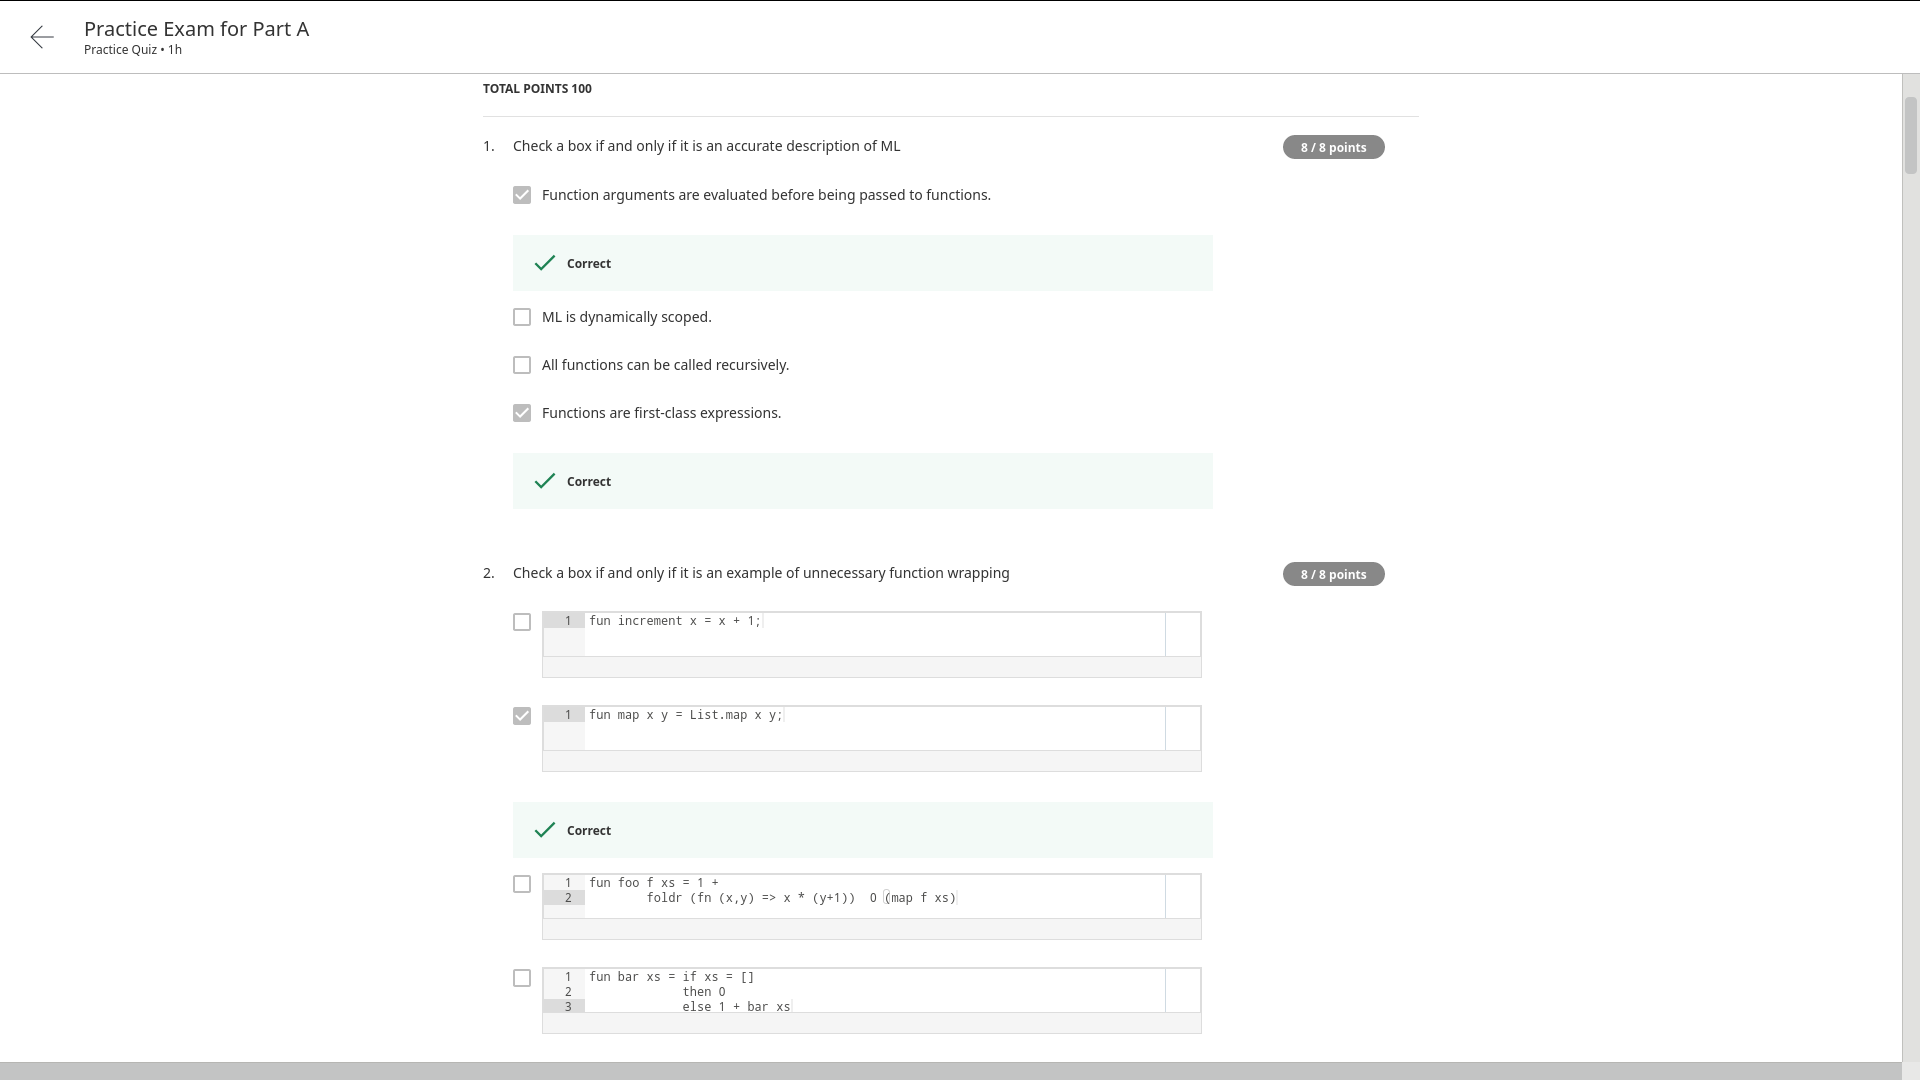 Practice Exam for Part A
Practice Quiz • 1h
TOTAL POINTS 100
1. Check a box if and only if it is an accurate description of ML
8 / 8 points
Function arguments are evaluated before being passed to functions.
Correct
ML is dynamically scoped.
All functions can be called recursively.
Functions are first-class expressions.
Correct
2. Check a box if and only if it is an example of unnecessary function wrapping
8 / 8 points
1 fun increment x = x + 1;
1 fun map x y = List.map x y;
Correct
1 fun foo f xs = 1 +
2         foldr (fn (x,y) => x * (y+1))  0 (map f xs)
1 fun bar xs = if xs = []
2              then 0
3              else 1 + bar xs